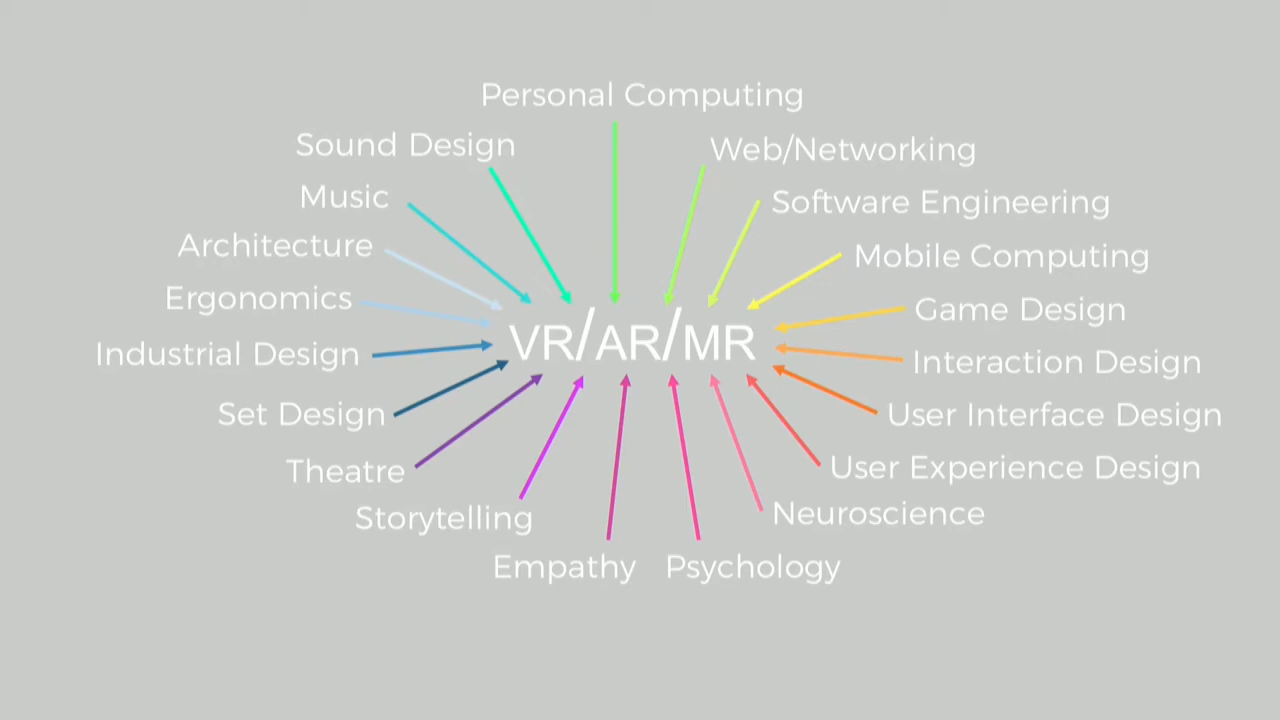 Personal Computing
Sound Design
Web/Networking
Music
Software Engineering
Architecture
Mobile Computing
Ergonomics
Game Design
VR/AR/MR
Industrial Design
Interaction Design
Set Design
User Interface Design
Theatre
User Experience Design
Storytelling
Neuroscience
Empathy
Psychology